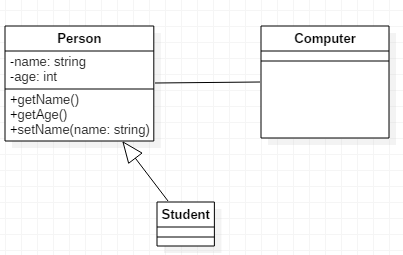 Person
-name: string
-age: int
+getName()
+getAge()
+setName(name: string)
Computer
Student